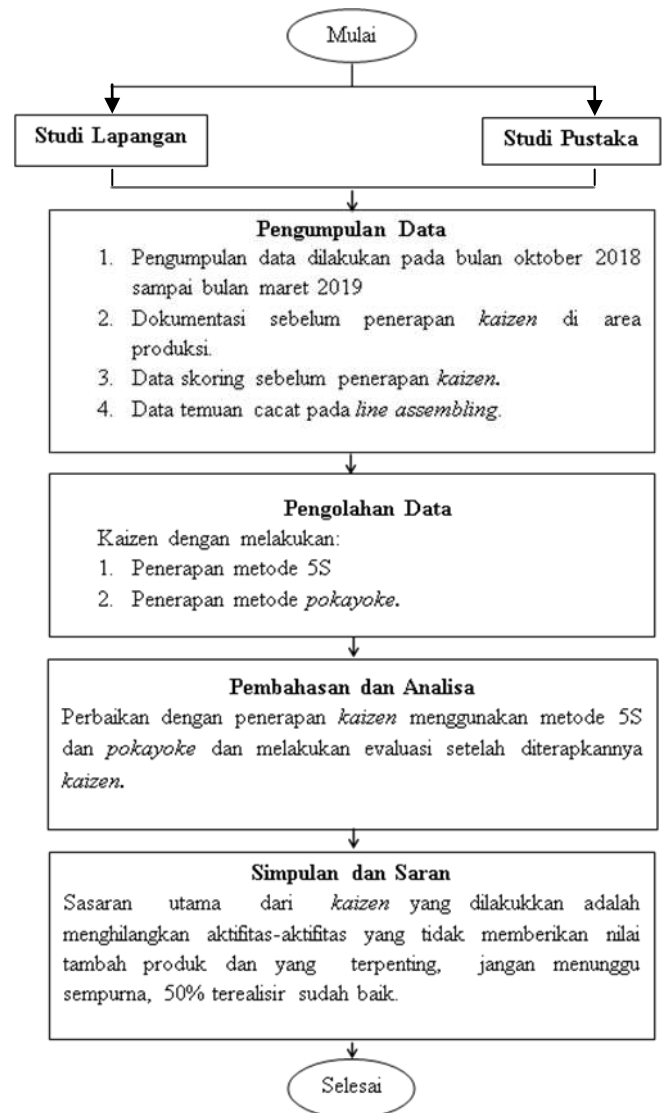 Mulai
Studi Lapangan
Studi Pustaka
Pengumpulan Data
1. Pengumpulan data dilakukan pada bulan oktober 2018
sampai bulan maret 2019
2. Dokumentasi sebelum penerapan kaizen di area
produksi.
3. Data skoring sebelum penerapan kaizen.
4. Data temuan cacat pada line assembling.
Pengolahan Data
Kaizen dengan melakukan:
1. Penerapan metode 5S
2. Penerapan metode pokayoke.
Pembahasan dan Analisa
Perbaikan dengan penerapan kaizen menggunakan metode 5S
dan pokayoke dan melakukan evaluasi setelah diterapkannya
kaizen.
Simpulan dan Saran
Sasaran utama dari kaizen yang dilakukkan adalah
menghilangkan aktifitas-aktifitas yang tidak memberikan nilai
tambah produk dan yang terpenting, jangan menunggu
sempurna, 50% terealisir sudah baik.
Selesai